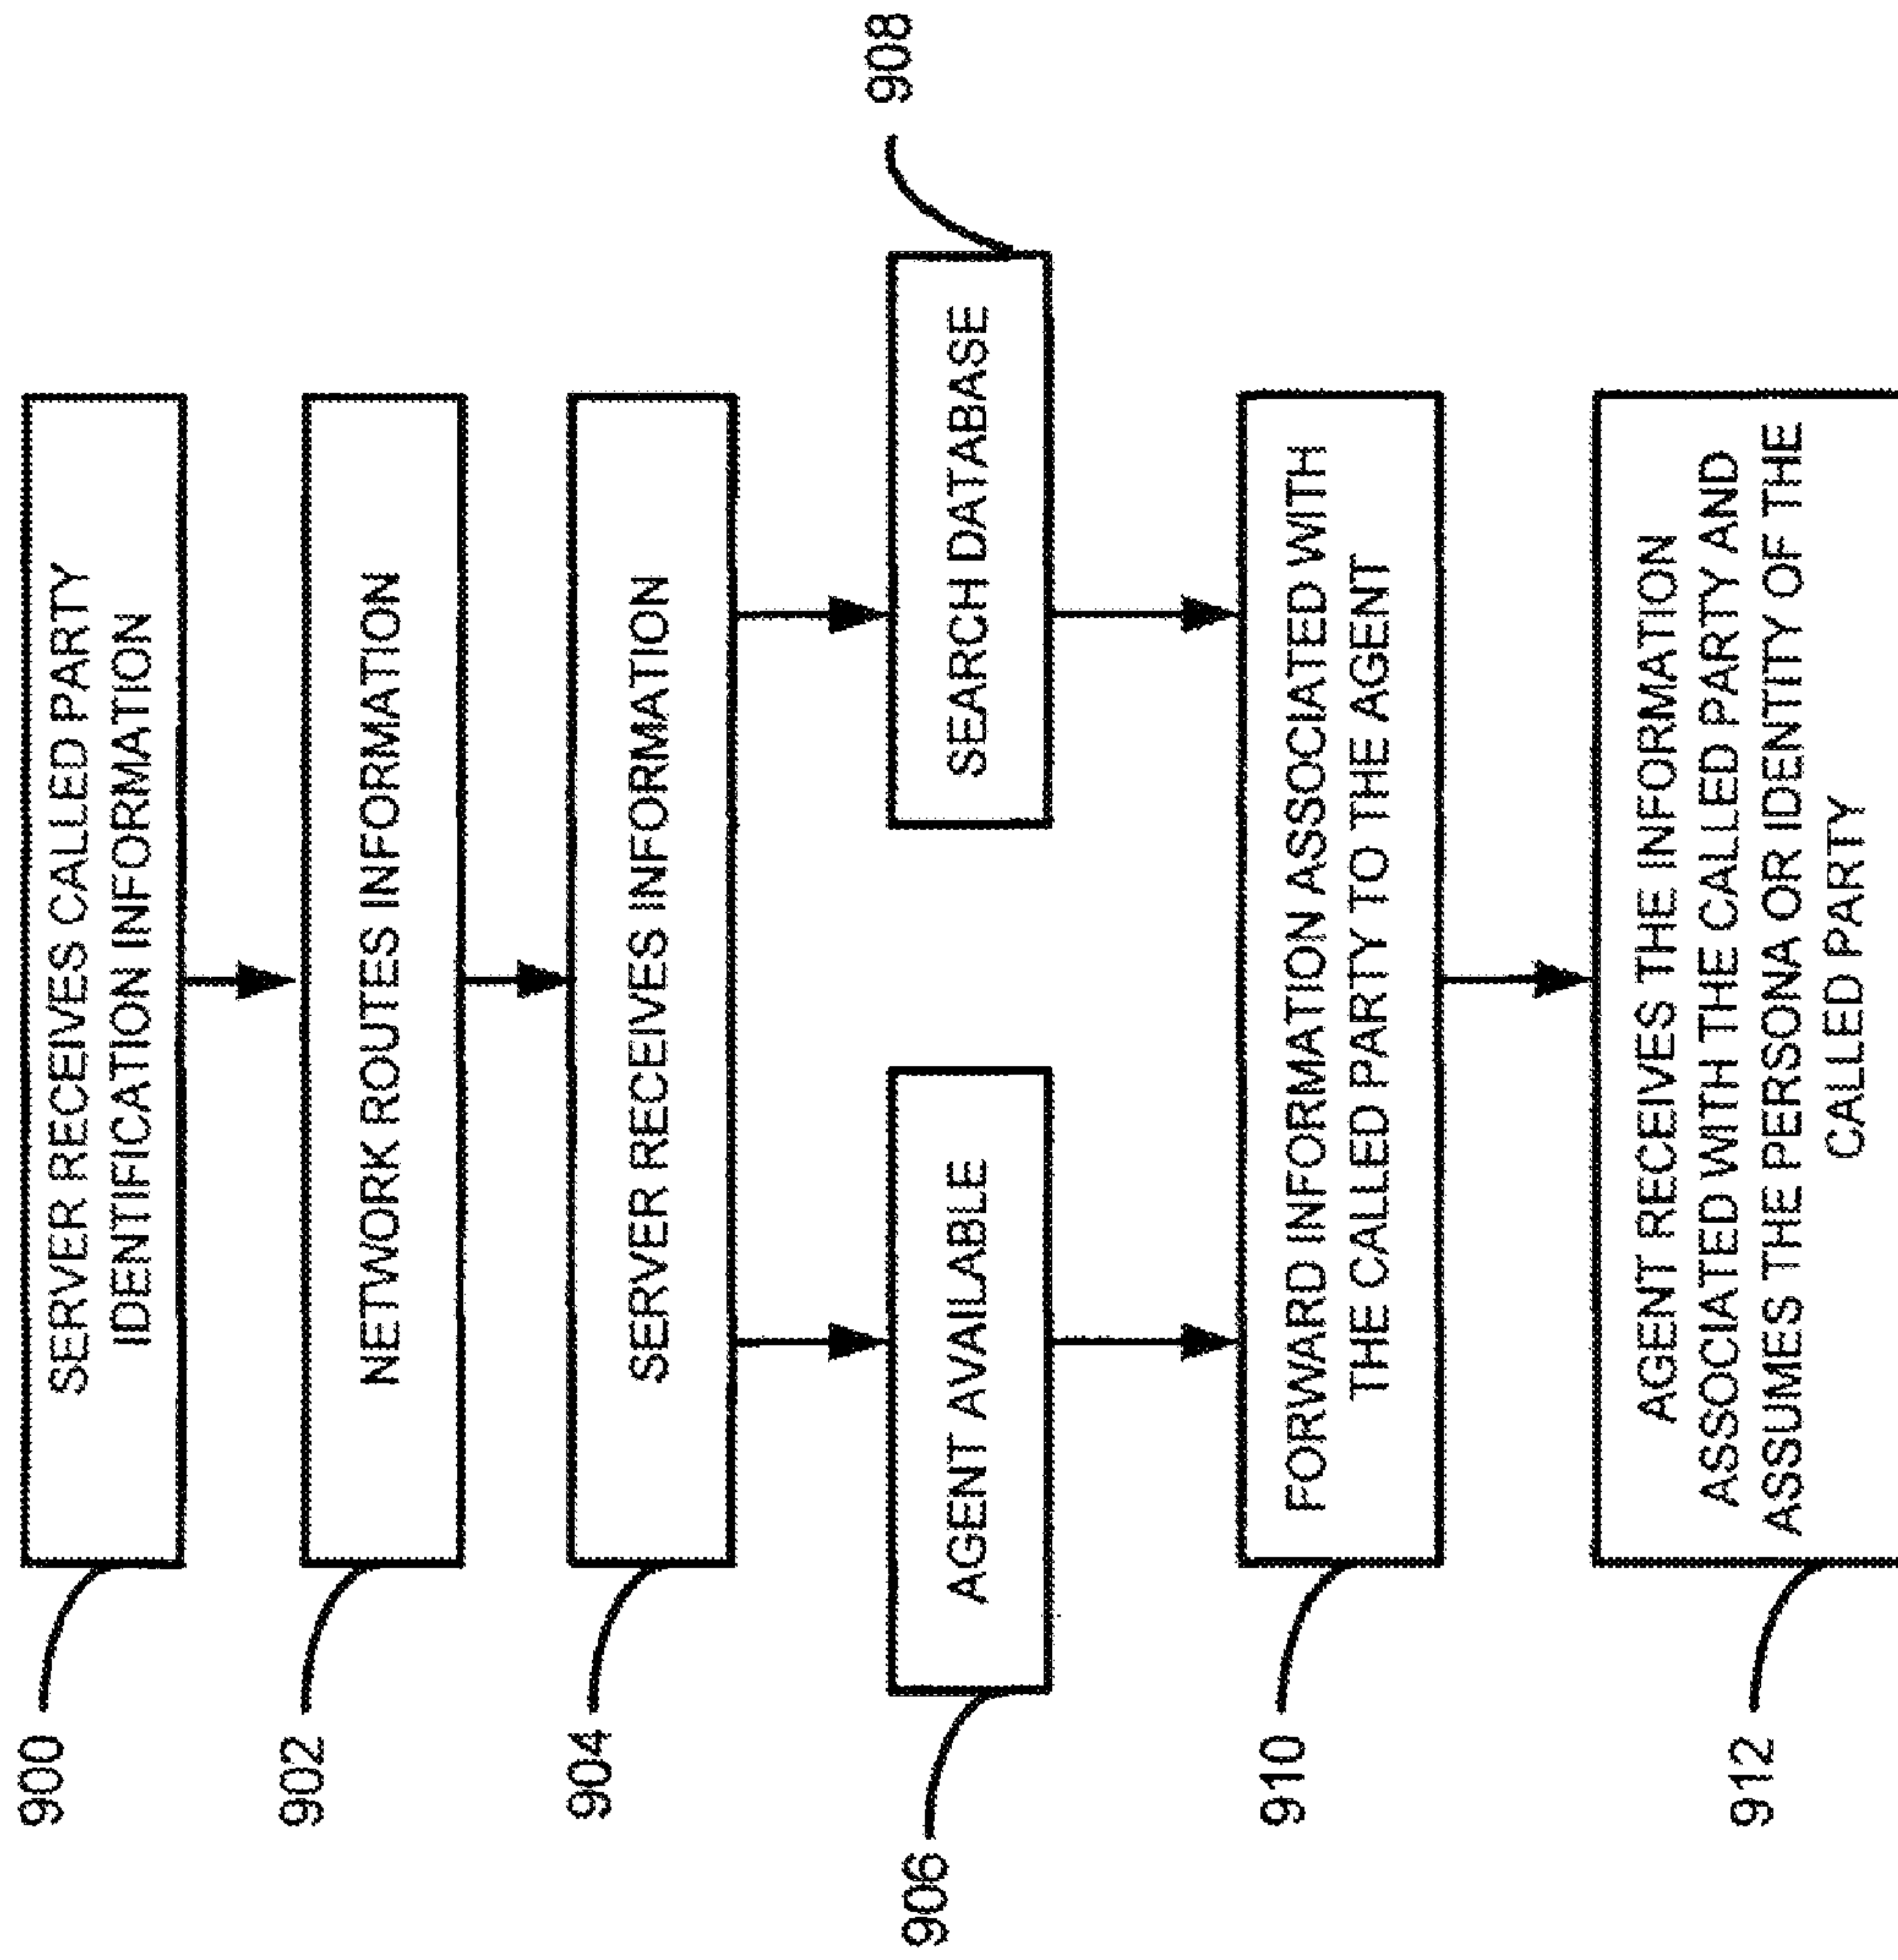 900
SERVER RECEIVES CALLED PARTY
IDENTIFICATION INFORMATION
902
NETWORK ROUTES INFORMATION
904
SERVER RECEIVES INFORMATION
906
AGENT AVAILABLE
SEARCH DATABASE
908
910
FORWARD INFORMATION ASSOCIATED WITH
THE CALLED PARTY TO THE AGENT
912
AGENT RECEIVES THE INFORMATION
ASSOCIATED WITH THE CALLED PARTY AND
ASSUMES THE PERSONA OR IDENTITY OF THE
CALLED PARTY